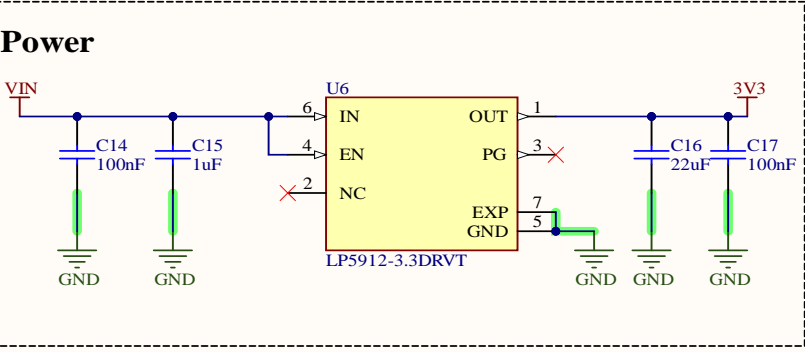 Power
VIN
U6
3V3
6
IN
OUT
1
C14
100nF
C15
1uF
4
EN
PG
3
C16
22uF
C17
100nF
2
NC
EXP
7
GND
5
LP5912-3.3DRVT
GND
GND
GND
GND
GND